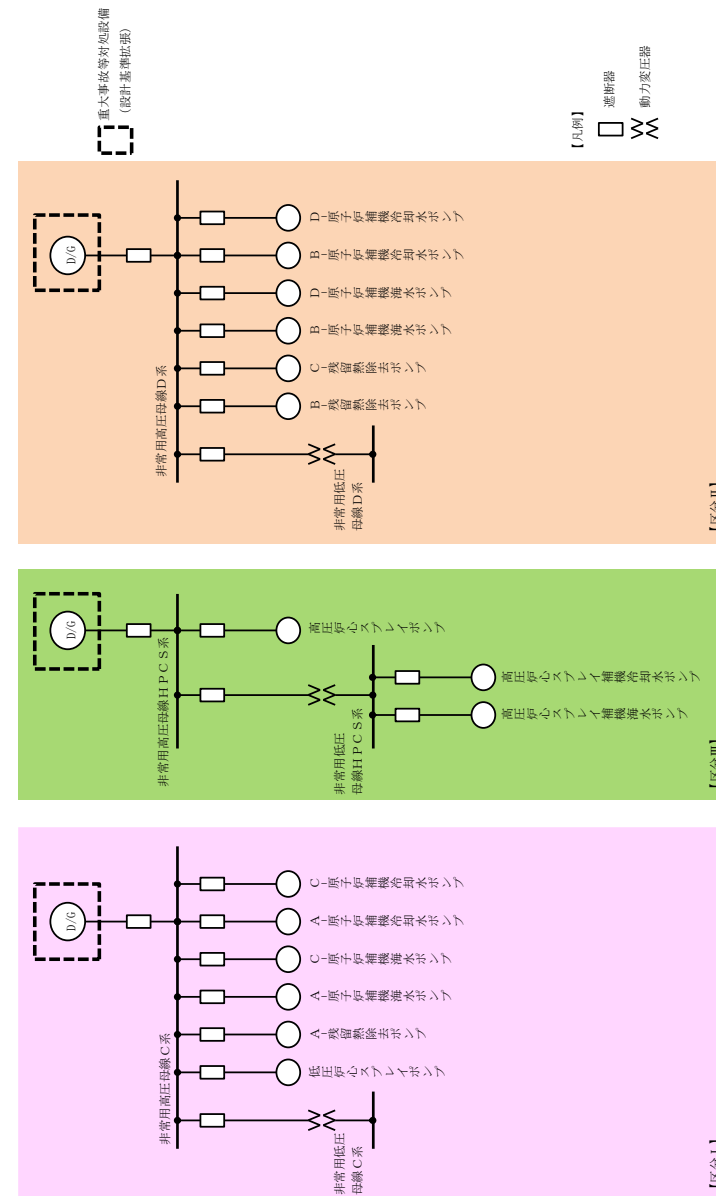 D/G
非常用高圧母線C系
非常用低圧
母線C系
低圧炉心スプレイポンプ
A-残留熱除去ポンプ
A-原子炉補機海水ポンプ
C-原子炉補機海水ポンプ
A-原子炉補機冷却水ポンプ
C-原子炉補機冷却水ポンプ
【区分Ⅰ】
D/G
非常用高圧母線HPCS系
非常用低圧
母線HPCS系
高圧炉心スプレイポンプ
高圧炉心スプレイ補機海水ポンプ
高圧炉心スプレイ補機冷却水ポンプ
【区分Ⅲ】
D/G
非常用高圧母線D系
非常用低圧
母線D系
B-残留熱除去ポンプ
C-残留熱除去ポンプ
B-原子炉補機海水ポンプ
D-原子炉補機海水ポンプ
B-原子炉補機冷却水ポンプ
D-原子炉補機冷却水ポンプ
【区分Ⅱ】
重大事故等対処設備
（設計基準拡張）
【凡例】
遮断器
動力変圧器